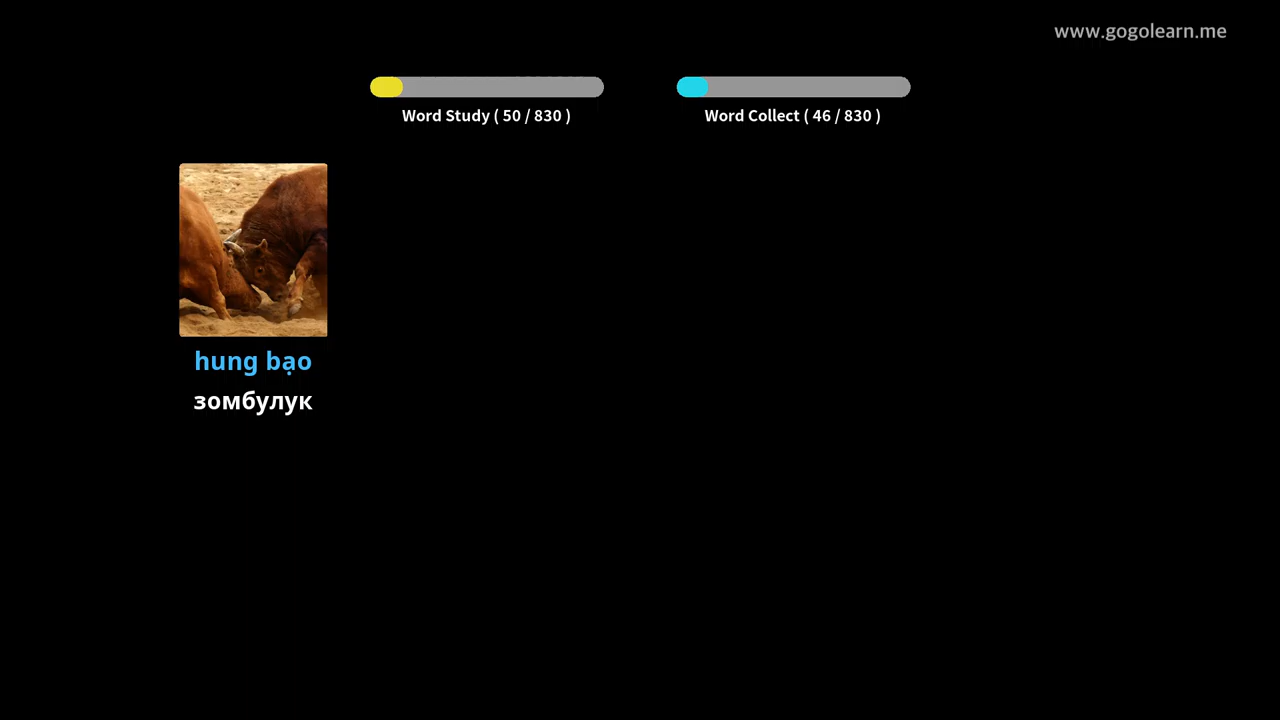 www.gogolearn.me
Word Study ( 50 / 830 )
Word Collect ( 46 / 830 )
hung bạo
зомбулук